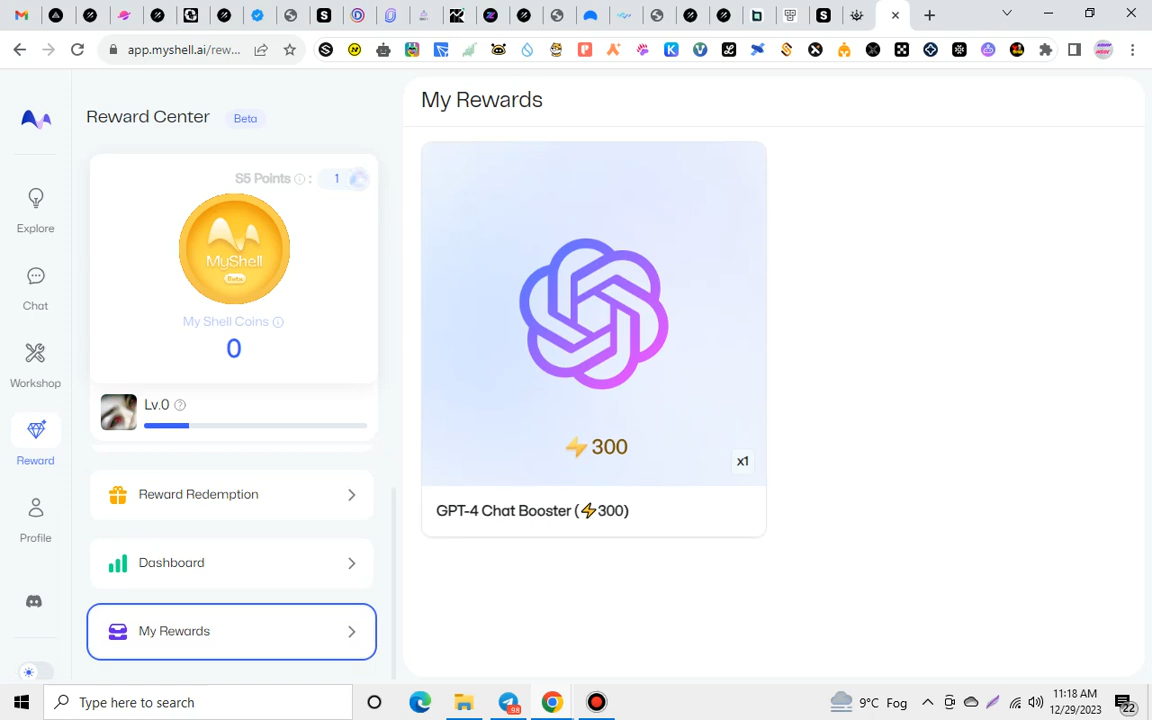 app.myshell.ai/rew...
Reward Center
Beta
My Rewards
S5 Points :
1
MyShell
Beta
My Shell Coins
0
Lv.0
Explore
Chat
Workshop
Reward
Profile
Reward Redemption
Dashboard
My Rewards
300
x1
GPT-4 Chat Booster (⚡300)
Type here to search
98
9°C Fog
11:18 AM
12/29/2023
22